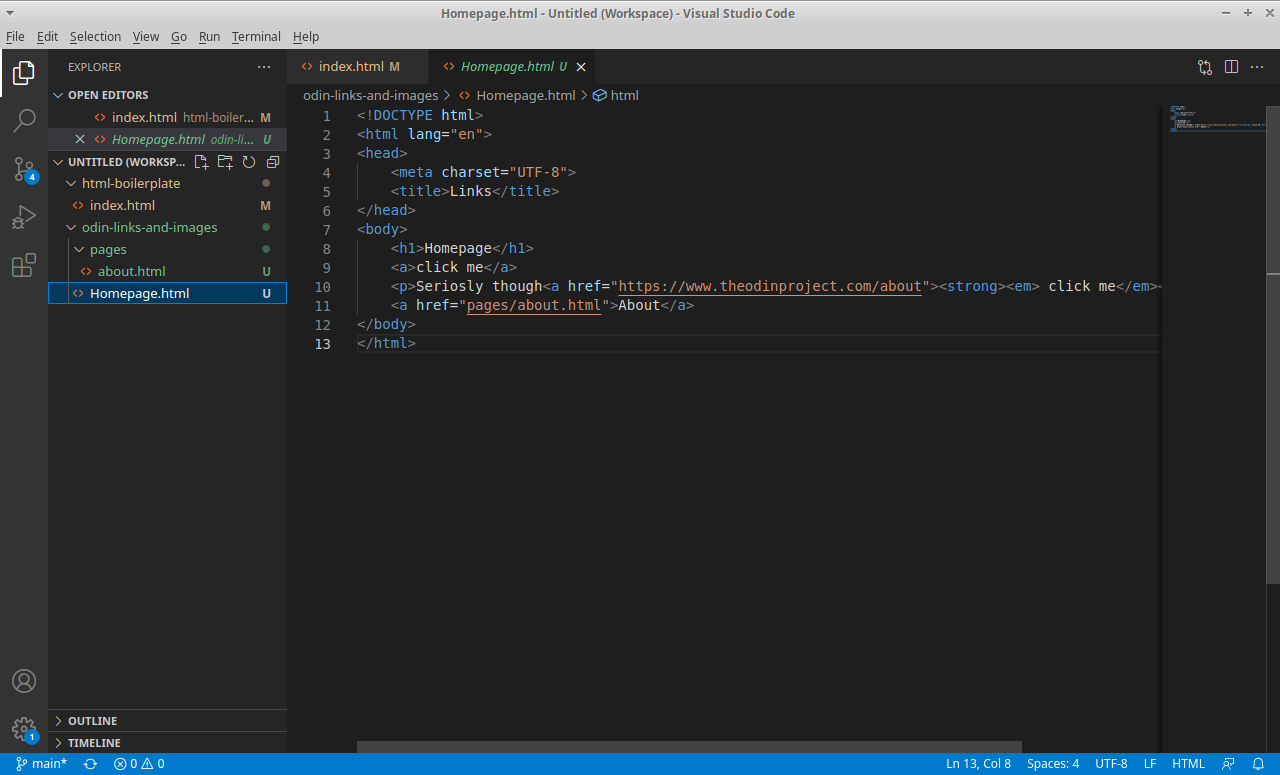 Homepage.html - Untitled (Workspace) - Visual Studio Code
File Edit Selection View Go Run Terminal Help
EXPLORER
OPEN EDITORS
index.html html-boiler... M
Homepage.html odin-li... U
UNTITLED (WORKSP...
html-boilerplate
index.html M
odin-links-and-images
pages
about.html U
Homepage.html U
OUTLINE
TIMELINE
4
1
index.html M
Homepage.html U
odin-links-and-images > Homepage.html > html
1 <!DOCTYPE html>
2 <html lang="en">
3 <head>
4     <meta charset="UTF-8">
5     <title>Links</title>
6 </head>
7 <body>
8     <h1>Homepage</h1>
9     <a>click me</a>
10     <p>Seriosly though<a href="https://www.theodinproject.com/about"><strong><em> click me</em><
11     <a href="pages/about.html">About</a>
12 </body>
13 </html>
main* 0 0 Ln 13, Col 8 Spaces: 4 UTF-8 LF HTML